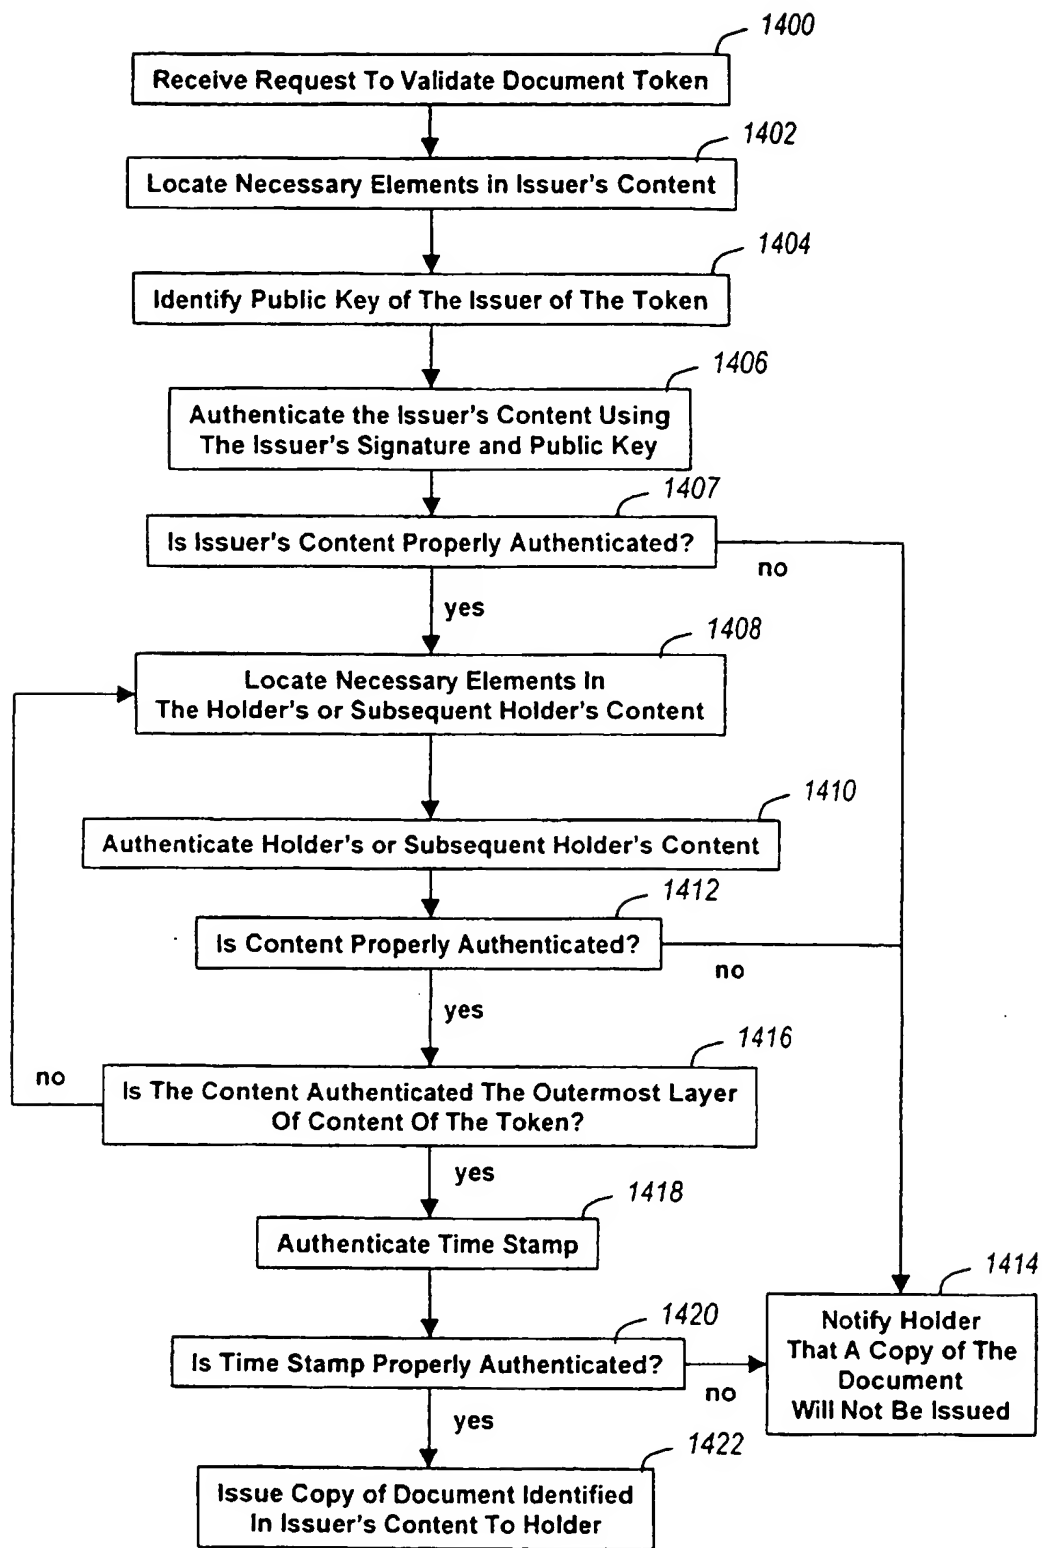 1400
Receive Request To Validate Document Token
1402
Locate Necessary Elements in Issuer's Content
1404
Identify Public Key of The Issuer of The Token
1406
Authenticate the Issuer's Content Using
The Issuer's Signature and Public Key
1407
Is Issuer's Content Properly Authenticated?
no
yes
1408
Locate Necessary Elements In
The Holder's or Subsequent Holder's Content
1410
Authenticate Holder's or Subsequent Holder's Content
1412
Is Content Properly Authenticated?
no
yes
1416
no
Is The Content Authenticated The Outermost Layer
Of Content Of The Token?
yes
1418
Authenticate Time Stamp
1414
Notify Holder
That A Copy of The
Document
Will Not Be Issued
1420
Is Time Stamp Properly Authenticated?
no
yes
1422
Issue Copy of Document Identified
In Issuer's Content To Holder